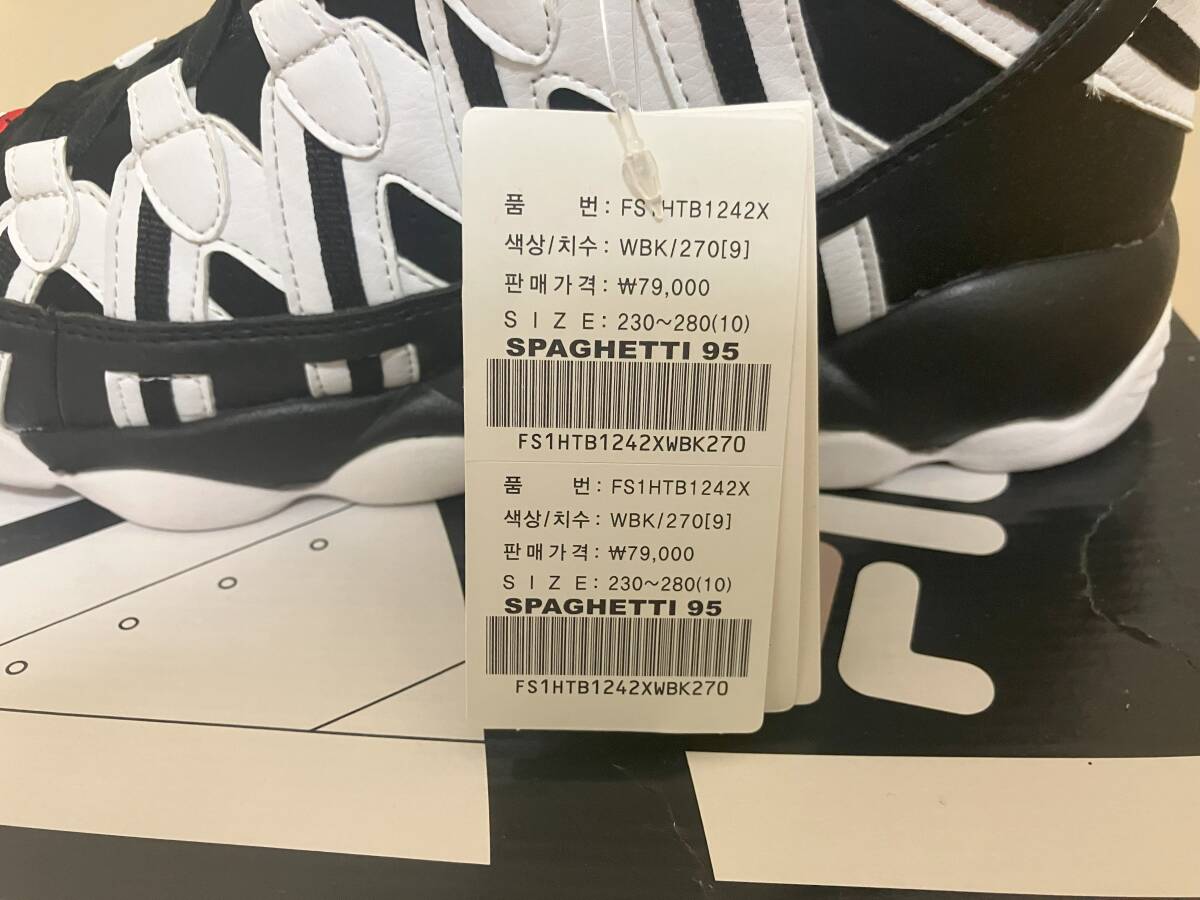 품 번: FS1HTB1242X
색상/치수: WBK/270[9]
판매가격: ₩79,000
SIZE: 230~280(10)
SPAGHETTI 95
FS1HTB1242XWBK270
품 번: FS1HTB1242X
색상/치수: WBK/270[9]
판매가격: ₩79,000
SIZE: 230~280(10)
SPAGHETTI 95
FS1HTB1242XWBK270